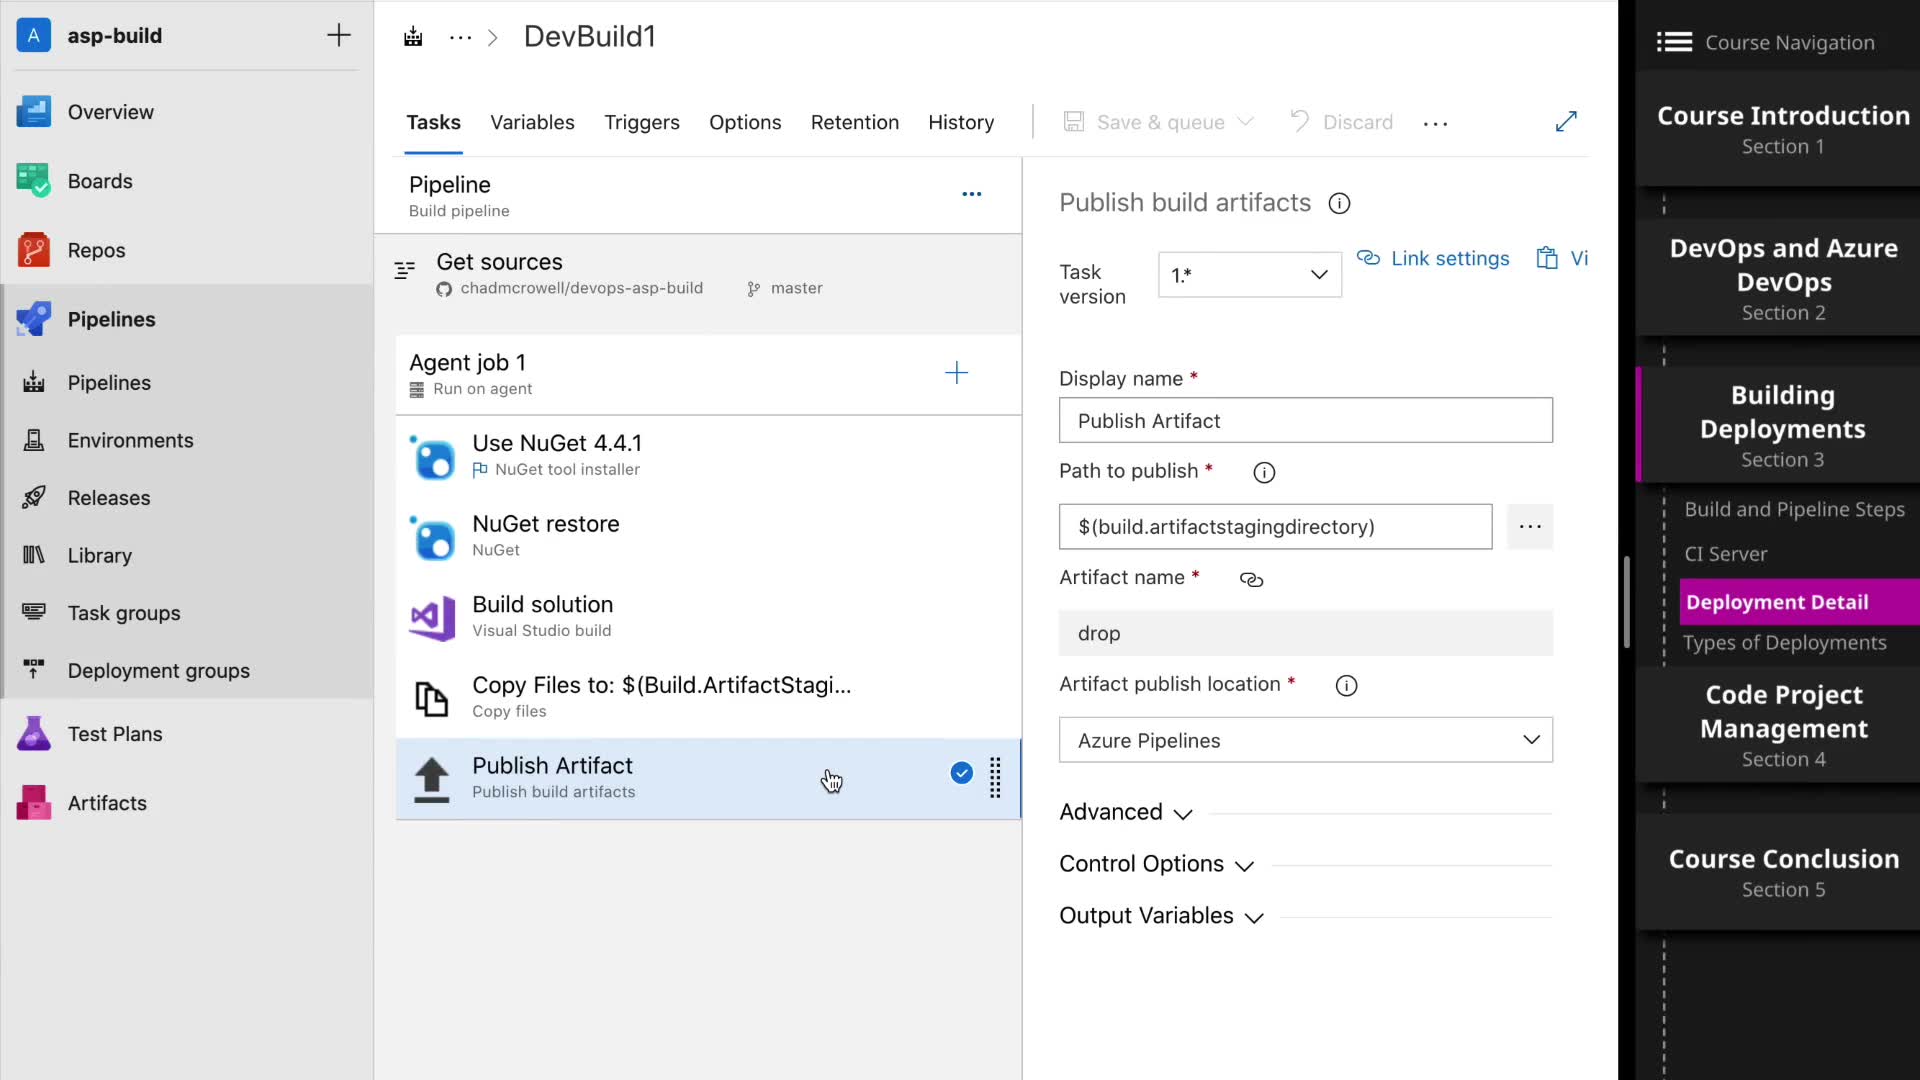 A asp-build
Overview
Boards
Repos
Pipelines
Pipelines
Environments
Releases
Library
Task groups
Deployment groups
Test Plans
Artifacts
DevBuild1
Tasks Variables Triggers Options Retention History Save & queue Discard
Pipeline
Build pipeline
Get sources
chadmcrowell/devops-asp-build master
Agent job 1
Run on agent
Use NuGet 4.4.1
NuGet tool installer
NuGet restore
NuGet
Build solution
Visual Studio build
Copy Files to: $(Build.ArtifactStagi...
Copy files
Publish Artifact
Publish build artifacts
Publish build artifacts
Task
version
1.*
Link settings Vi
Display name *
Publish Artifact
Path to publish *
$(build.artifactstagingdirectory)
Artifact name *
drop
Artifact publish location *
Azure Pipelines
Advanced
Control Options
Output Variables
Course Navigation
Course Introduction
Section 1
DevOps and Azure
DevOps
Section 2
Building
Deployments
Section 3
Build and Pipeline Steps
CI Server
Deployment Detail
Types of Deployments
Code Project
Management
Section 4
Course Conclusion
Section 5